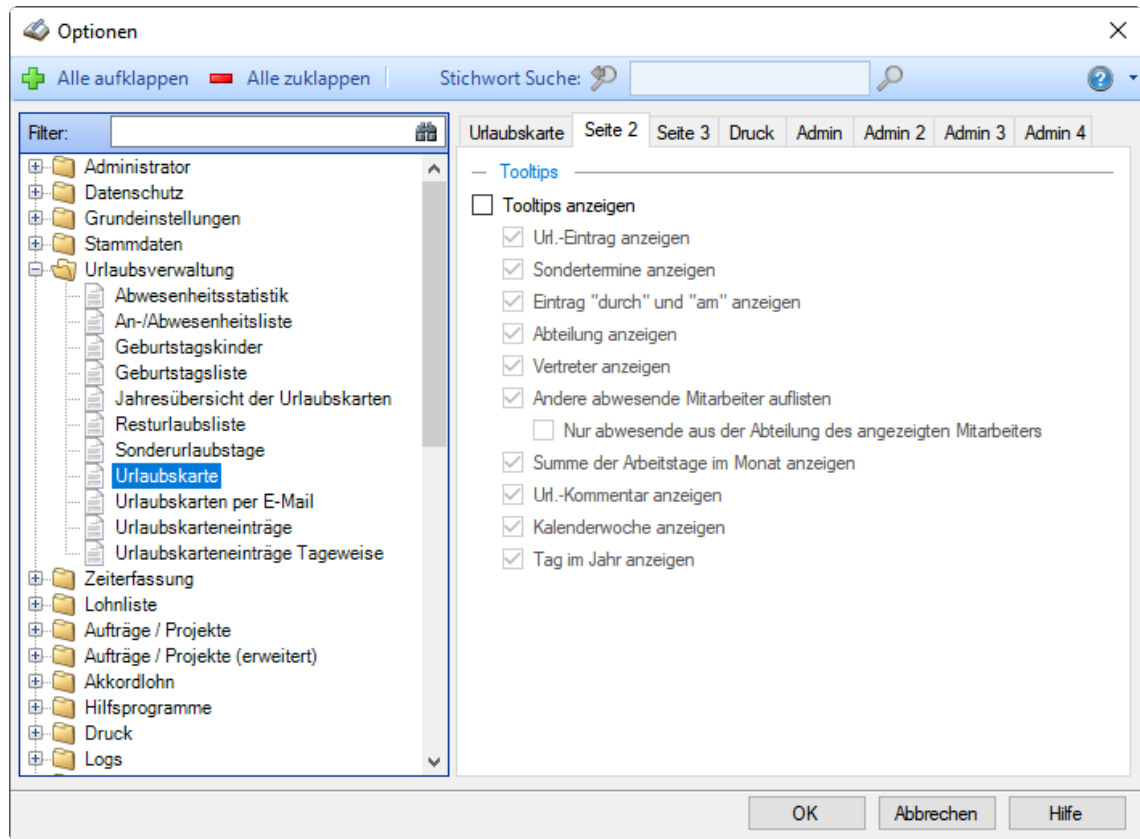 Optionen
Alle aufklappen Alle zuklappen Stichwort Suche:
Filter:
Administrator
Datenschutz
Grundeinstellungen
Stammdaten
Urlaubsverwaltung
Abwesenheitsstatistik
An-/Abwesenheitsliste
Geburtstagskinder
Geburtstagsliste
Jahresübersicht der Urlaubskarten
Resturlaubsliste
Sonderurlaubstage
Urlaubskarte
Urlaubskarten per E-Mail
Urlaubskarteneinträge
Urlaubskarteneinträge Tageweise
Zeiterfassung
Lohnliste
Aufträge / Projekte
Aufträge / Projekte (erweitert)
Akkordlohn
Hilfsprogramme
Druck
Logs
Urlaubskarte Seite 2 Seite 3 Druck Admin Admin 2 Admin 3 Admin 4
Tooltips
Tooltips anzeigen
Url.-Eintrag anzeigen
Sondertermine anzeigen
Eintrag "durch" und "am" anzeigen
Abteilung anzeigen
Vertreter anzeigen
Andere abwesende Mitarbeiter auflisten
Nur abwesende aus der Abteilung des angezeigten Mitarbeiters
Summe der Arbeitstage im Monat anzeigen
Url.-Kommentar anzeigen
Kalenderwoche anzeigen
Tag im Jahr anzeigen
OK Abbrechen Hilfe